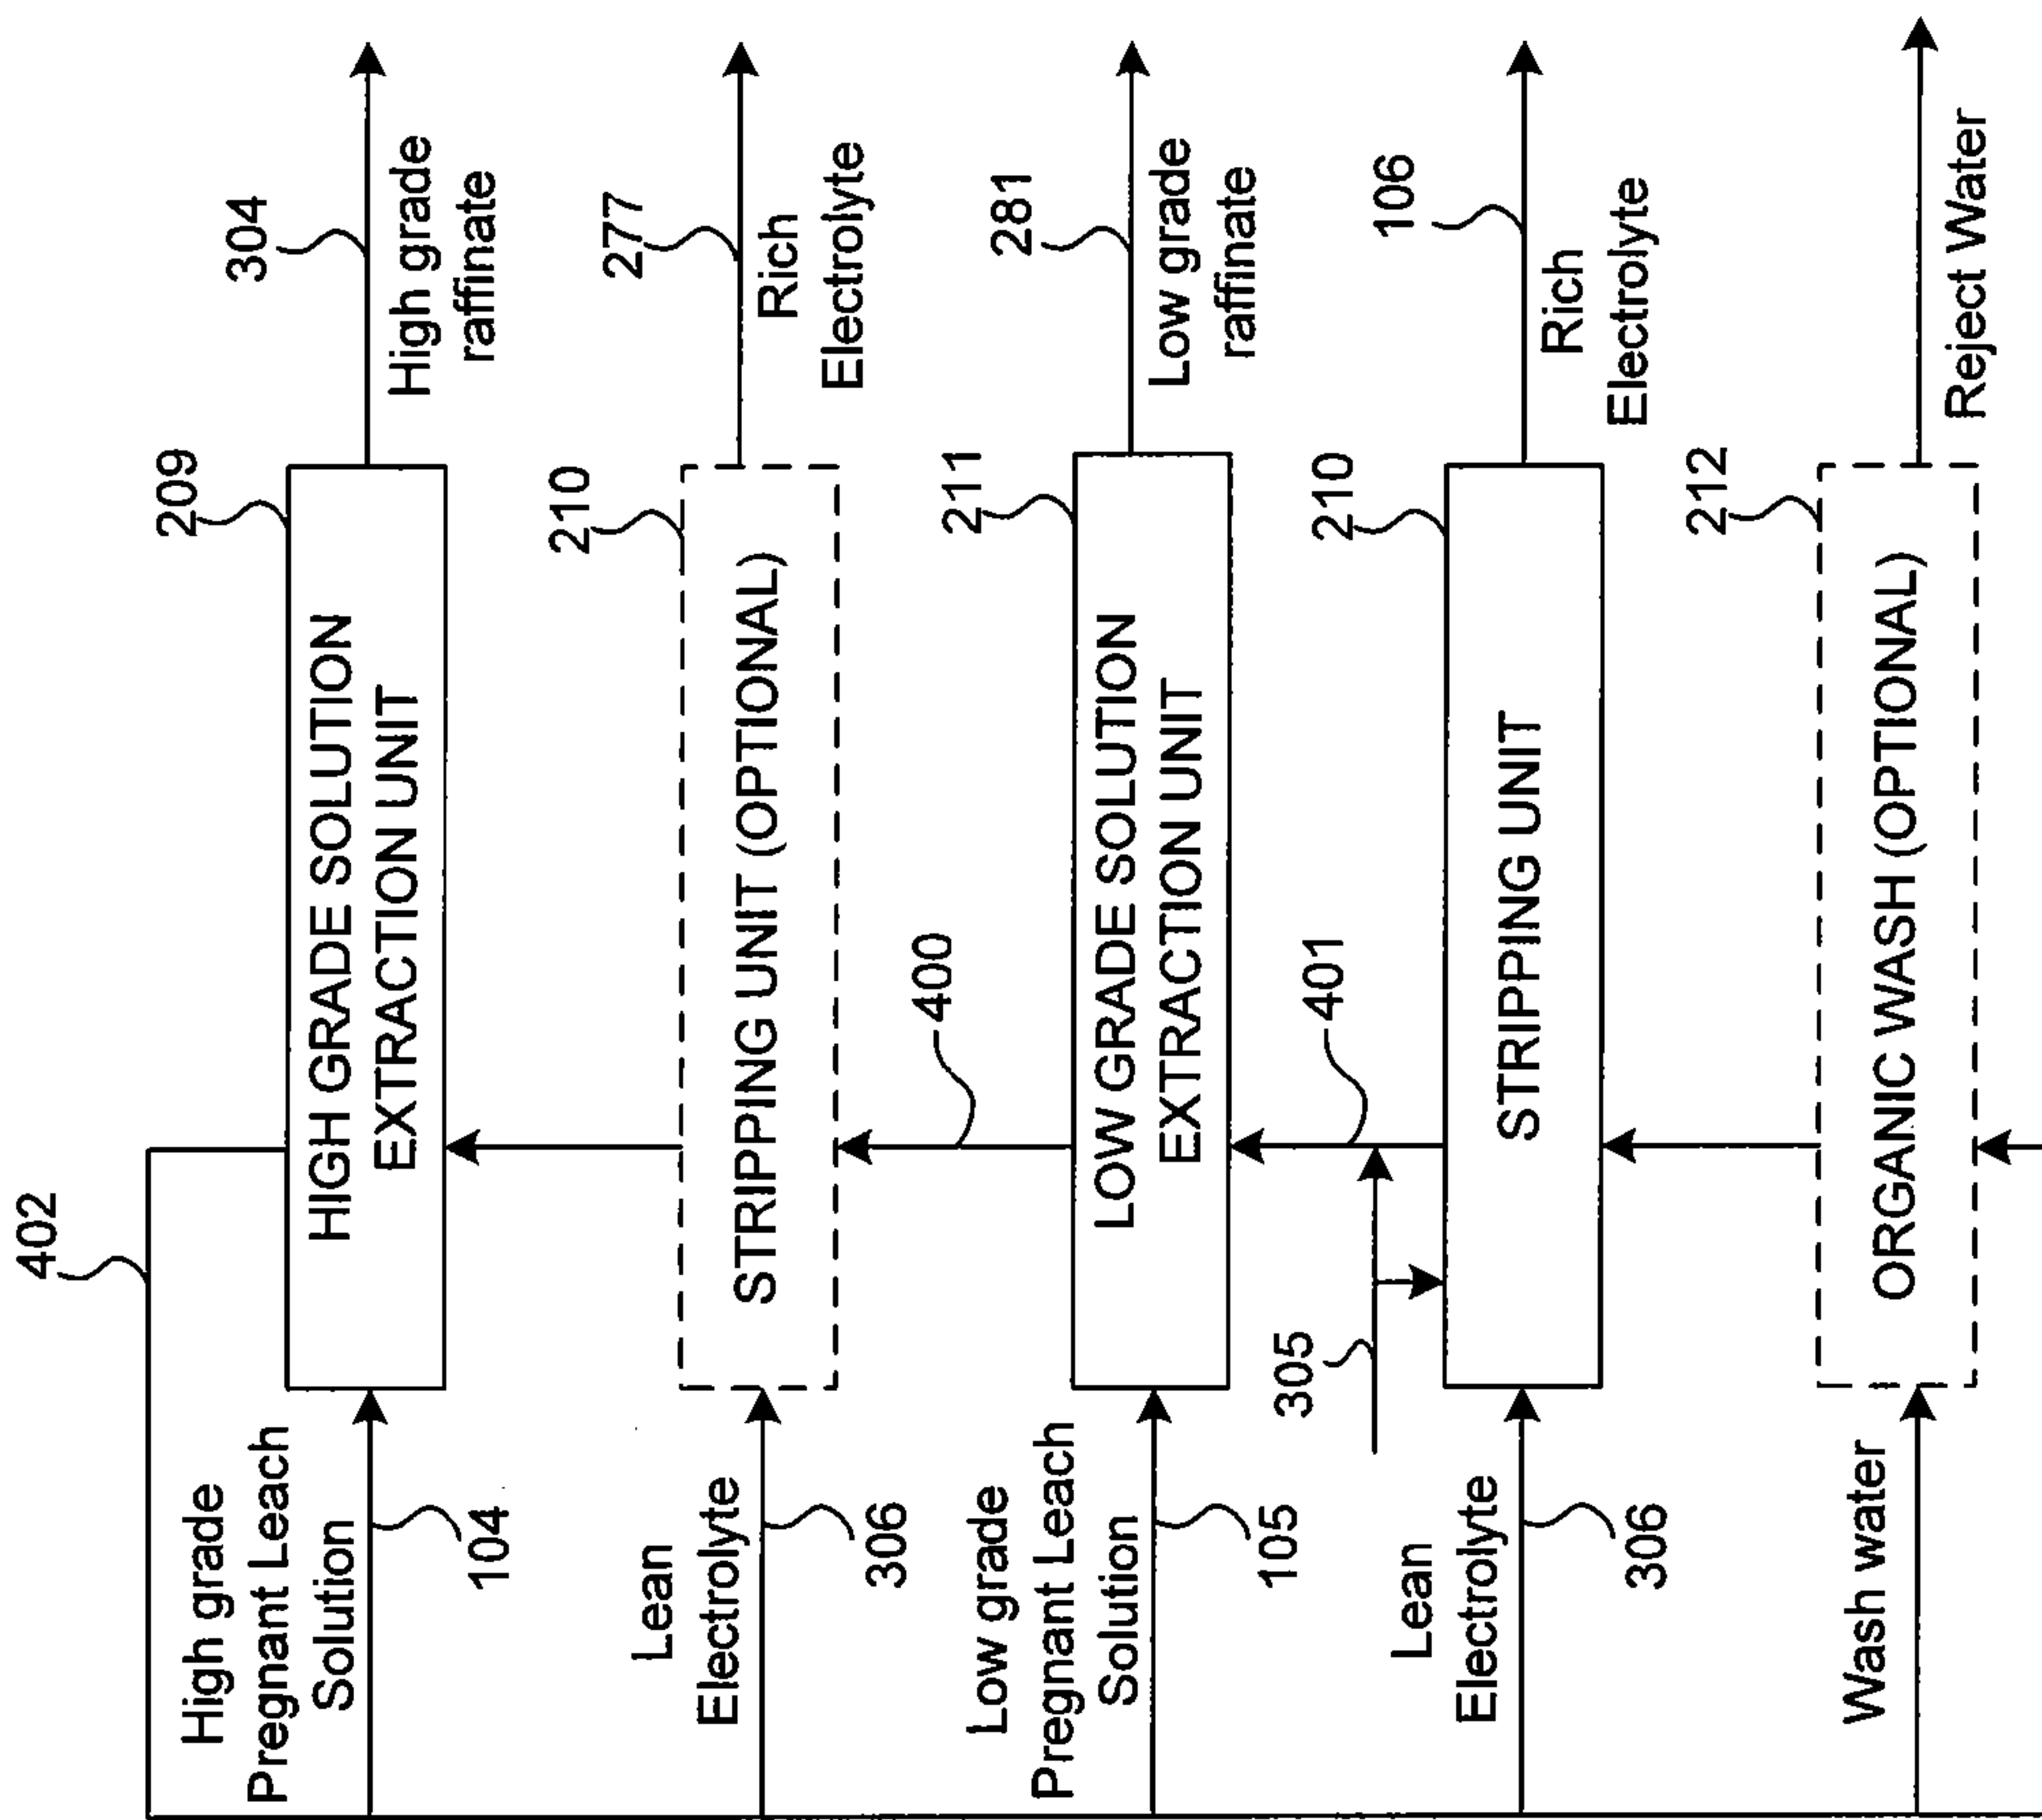 402
High grade
Pregnant Leach
Solution
104
209
HIGH GRADE SOLUTION
EXTRACTION UNIT
304
High grade
raffinate
Lean
Electrolyte
306
210
STRIPPING UNIT (OPTIONAL)
277
Rich
Electrolyte
400
Low grade
Pregnant Leach
Solution
105
211
LOW GRADE SOLUTION
EXTRACTION UNIT
281
Low grade
raffinate
305
401
Lean
Electrolyte
306
210
STRIPPING UNIT
106
Rich
Electrolyte
Wash water
212
ORGANIC WASH (OPTIONAL)
Reject Water